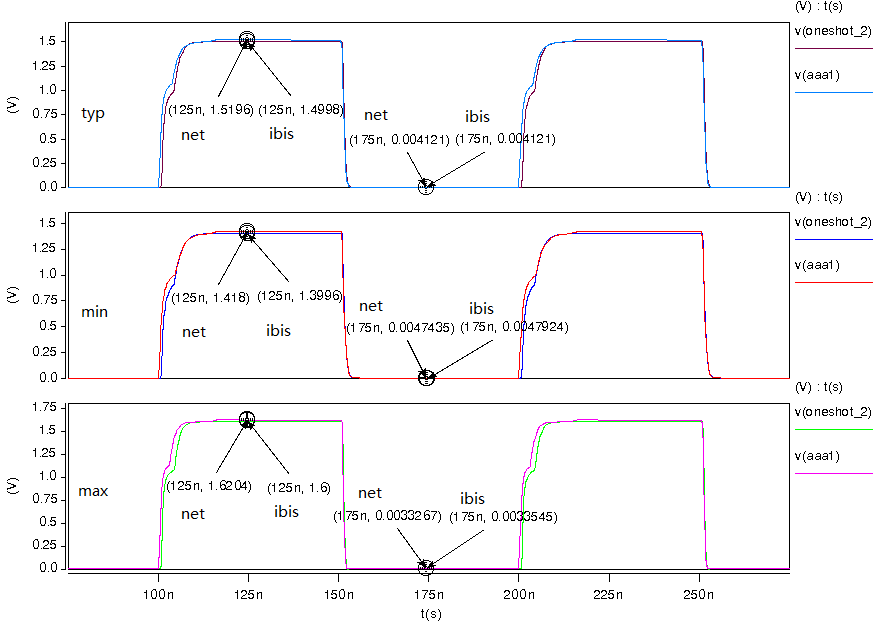 (V) : t(s)
v(oneshot_2)
v(aaa1)
(V)
1.5
1.25
1.0
0.75
0.5
0.25
0.0
typ
(125n, 1.5196) (125n, 1.4998)
net ibis
net ibis
(175n, 0.004121) (175n, 0.004121)
(V) : t(s)
v(oneshot_2)
v(aaa1)
(V)
1.5
1.25
1.0
0.75
0.5
0.25
0.0
min
(125n, 1.418) (125n, 1.3996)
net ibis
net ibis
(175n, 0.0047435) (175n, 0.0047924)
(V) : t(s)
v(oneshot_2)
v(aaa1)
(V)
1.75
1.5
1.25
1.0
0.75
0.5
0.25
0.0
max
(125n, 1.6204) (125n, 1.6)
net ibis
net ibis
(175n, 0.0033267) (175n, 0.0033545)
100n 125n 150n 175n 200n 225n 250n
t(s)